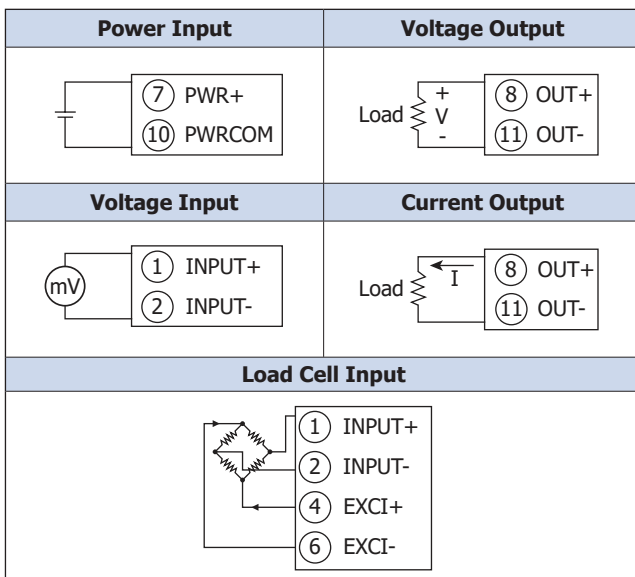 Power Input
Voltage Output
7 PWR+
10 PWRCOM
Load
+
V
-
8 OUT+
11 OUT-
Voltage Input
Current Output
mV
1 INPUT+
2 INPUT-
Load
I
8 OUT+
11 OUT-
Load Cell Input
1 INPUT+
2 INPUT-
4 EXCI+
6 EXCI-